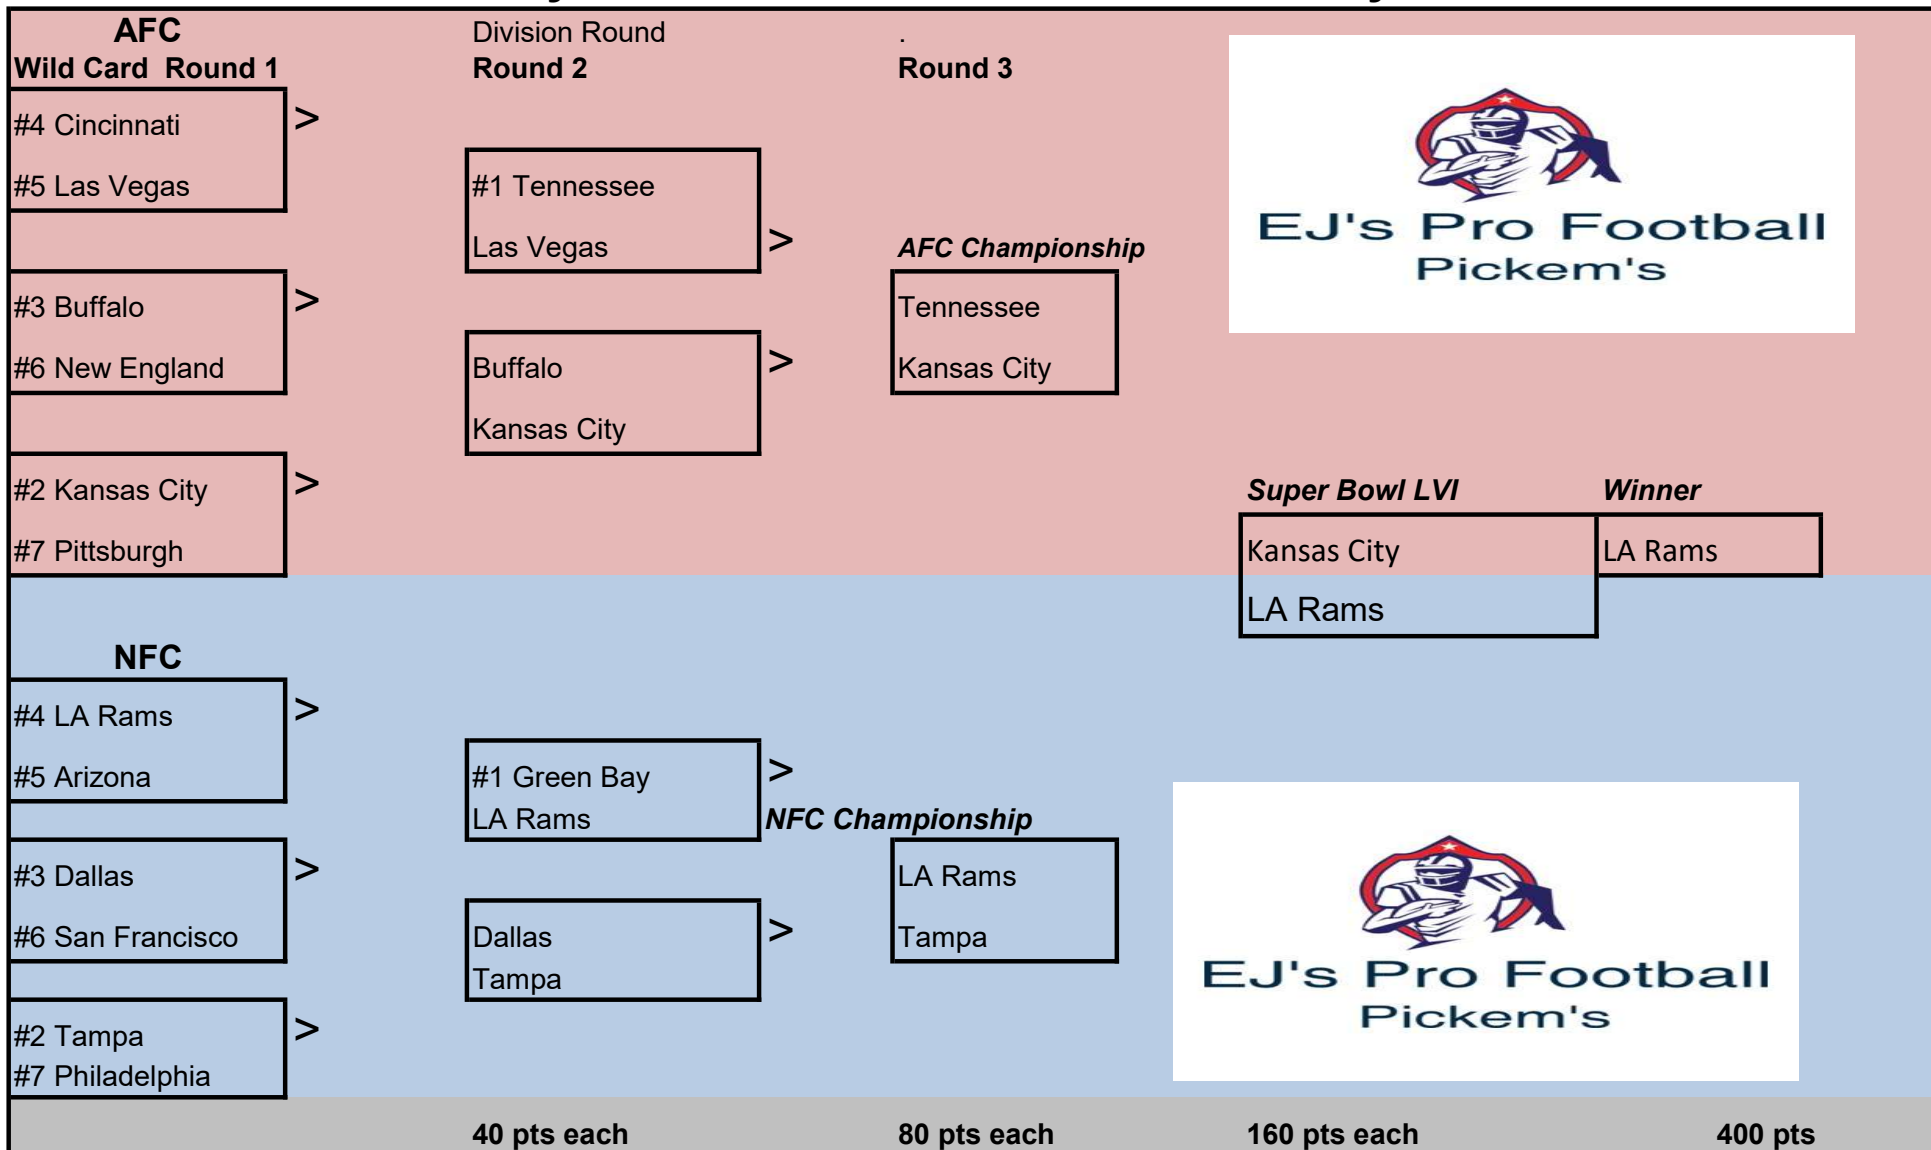 AFC
Division Round
.
Wild Card Round 1
Round 2
Round 3
#4 Cincinnati
>
#5 Las Vegas
#1 Tennessee
Las Vegas
>
AFC Championship
#3 Buffalo
>
Tennessee
#6 New England
Buffalo
>
Kansas City
Kansas City
#2 Kansas City
>
#7 Pittsburgh
EJ's Pro Football
Pickem's
Super Bowl LVI
Winner
Kansas City
LA Rams
LA Rams
NFC
#4 LA Rams
>
#5 Arizona
#1 Green Bay
>
LA Rams
NFC Championship
#3 Dallas
>
LA Rams
#6 San Francisco
Dallas
>
Tampa
Tampa
#2 Tampa
>
#7 Philadelphia
EJ's Pro Football
Pickem's
40 pts each
80 pts each
160 pts each
400 pts